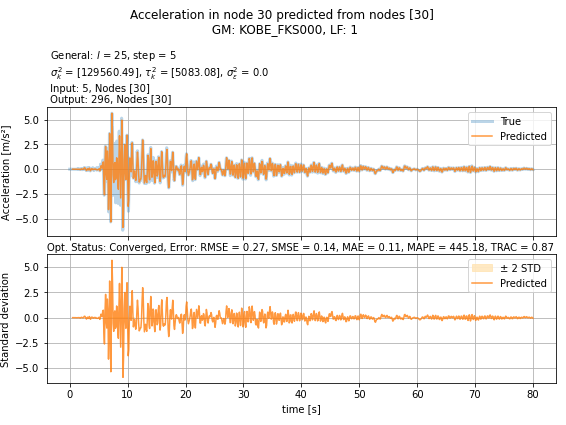 Acceleration in node 30 predicted from nodes [30]
GM: KOBE_FKS000, LF: 1
General: l = 25, step = 5
σ²ₖ = [129560.49], τ²ₖ = [5083.08], σ²ε = 0.0
Input: 5, Nodes [30]
Output: 296, Nodes [30]
Acceleration [m/s²]
5.0
2.5
0.0
−2.5
−5.0
True
Predicted
Opt. Status: Converged, Error: RMSE = 0.27, SMSE = 0.14, MAE = 0.11, MAPE = 445.18, TRAC = 0.87
Standard deviation
5.0
2.5
0.0
−2.5
−5.0
± 2 STD
Predicted
0 10 20 30 40 50 60 70 80
time [s]